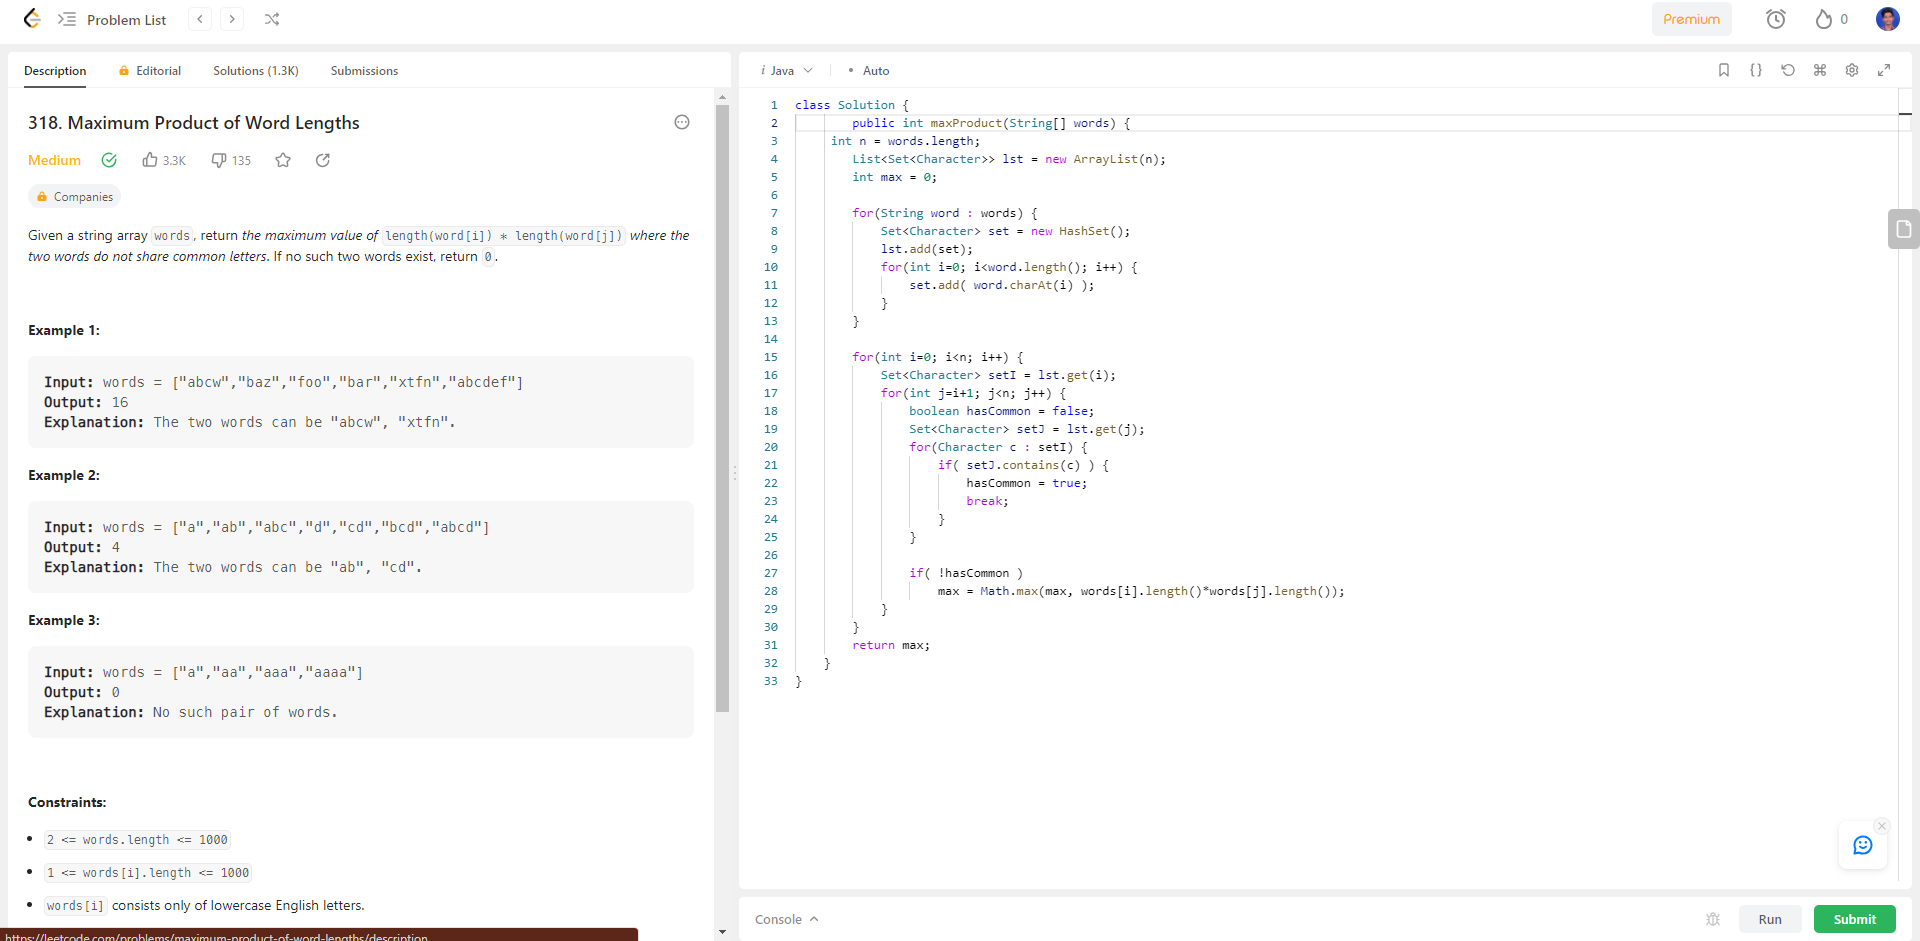 Problem List
Premium
0
Description
Editorial
Solutions (1.3K)
Submissions
318. Maximum Product of Word Lengths
Medium
3.3K
135
Companies
Given a string array words, return the maximum value of length(word[i]) * length(word[j]) where the
two words do not share common letters. If no such two words exist, return 0.
Example 1:
Input: words = ["abcw","baz","foo","bar","xtfn","abcdef"]
Output: 16
Explanation: The two words can be "abcw", "xtfn".
Example 2:
Input: words = ["a","ab","abc","d","cd","bcd","abcd"]
Output: 4
Explanation: The two words can be "ab", "cd".
Example 3:
Input: words = ["a","aa","aaa","aaaa"]
Output: 0
Explanation: No such pair of words.
Constraints:
• 2 <= words.length <= 1000
• 1 <= words[i].length <= 1000
• words[i] consists only of lowercase English letters.
https://leetcode.com/problems/maximum-product-of-word-lengths/description
i Java
• Auto
1 class Solution {
2 public int maxProduct(String[] words) {
3 int n = words.length;
4 List<Set<Character>> lst = new ArrayList(n);
5 int max = 0;
6
7 for(String word : words) {
8 Set<Character> set = new HashSet();
9 lst.add(set);
10 for(int i=0; i<word.length(); i++) {
11 set.add( word.charAt(i) );
12 }
13 }
14
15 for(int i=0; i<n; i++) {
16 Set<Character> setI = lst.get(i);
17 for(int j=i+1; j<n; j++) {
18 boolean hasCommon = false;
19 Set<Character> setJ = lst.get(j);
20 for(Character c : setI) {
21 if( setJ.contains(c) ) {
22 hasCommon = true;
23 break;
24 }
25 }
26
27 if( !hasCommon )
28 max = Math.max(max, words[i].length()*words[j].length());
29 }
30 }
31 return max;
32 }
33 }
Console
Run
Submit